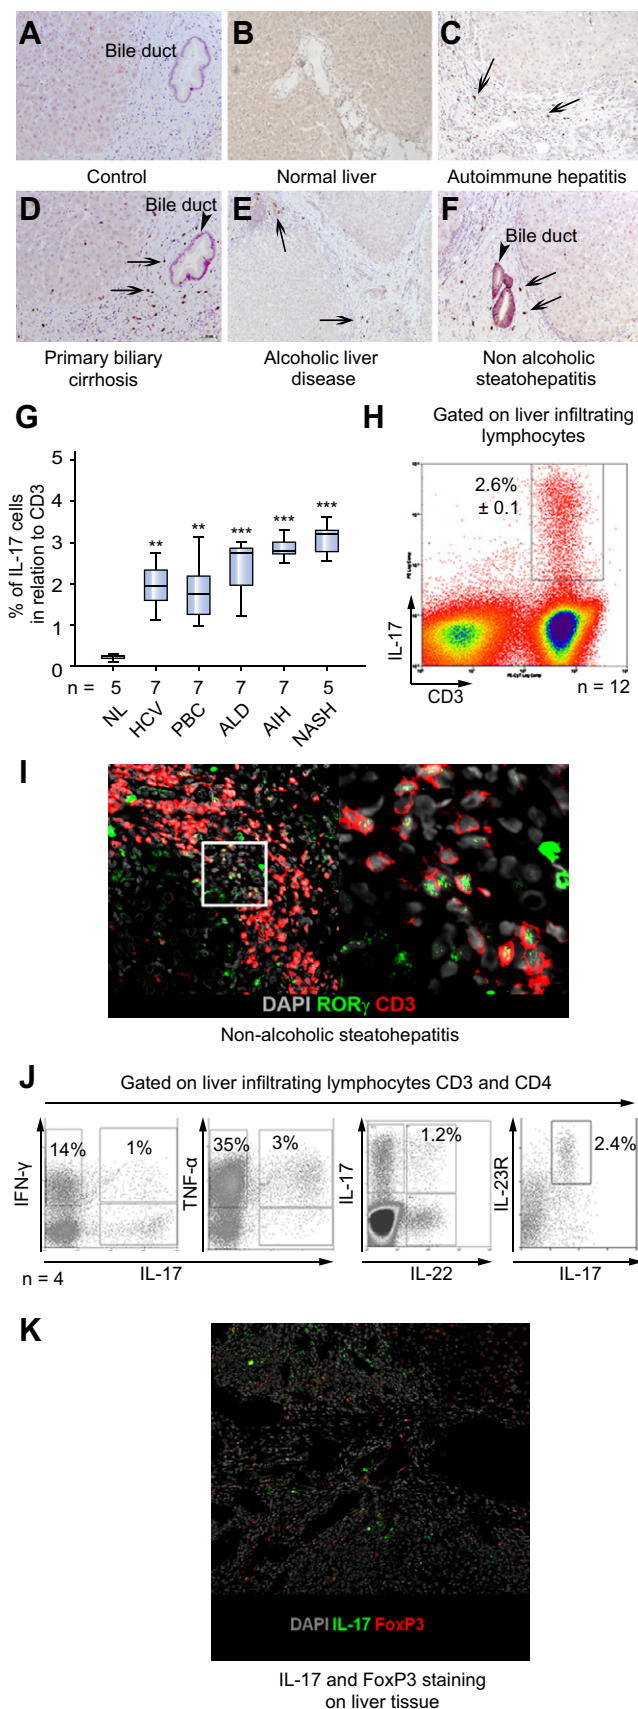 A
Bile duct
B
C
Control
Normal liver
Autoimmune hepatitis
D
Bile duct
E
F
Bile duct
Primary biliary
cirrhosis
Alcoholic liver
disease
Non alcoholic
steatohepatitis
G
% of IL-17 cells
in relation to CD3
5
4
3
2
1
0
**
**
***
***
***
n = 5 7 7 7 7 5
NL
HCV
PBC
ALD
AIH
NASH
H
Gated on liver infiltrating
lymphocytes
2.6%
± 0.1
IL-17
CD3
n = 12
I
DAPI RORγ CD3
Non-alcoholic steatohepatitis
J
Gated on liver infiltrating lymphocytes CD3 and CD4
IFN-γ
14%
1%
TNF-α
35%
3%
IL-17
1.2%
IL-23R
2.4%
n = 4
IL-17
IL-22
IL-17
K
DAPI IL-17 FoxP3
IL-17 and FoxP3 staining
on liver tissue